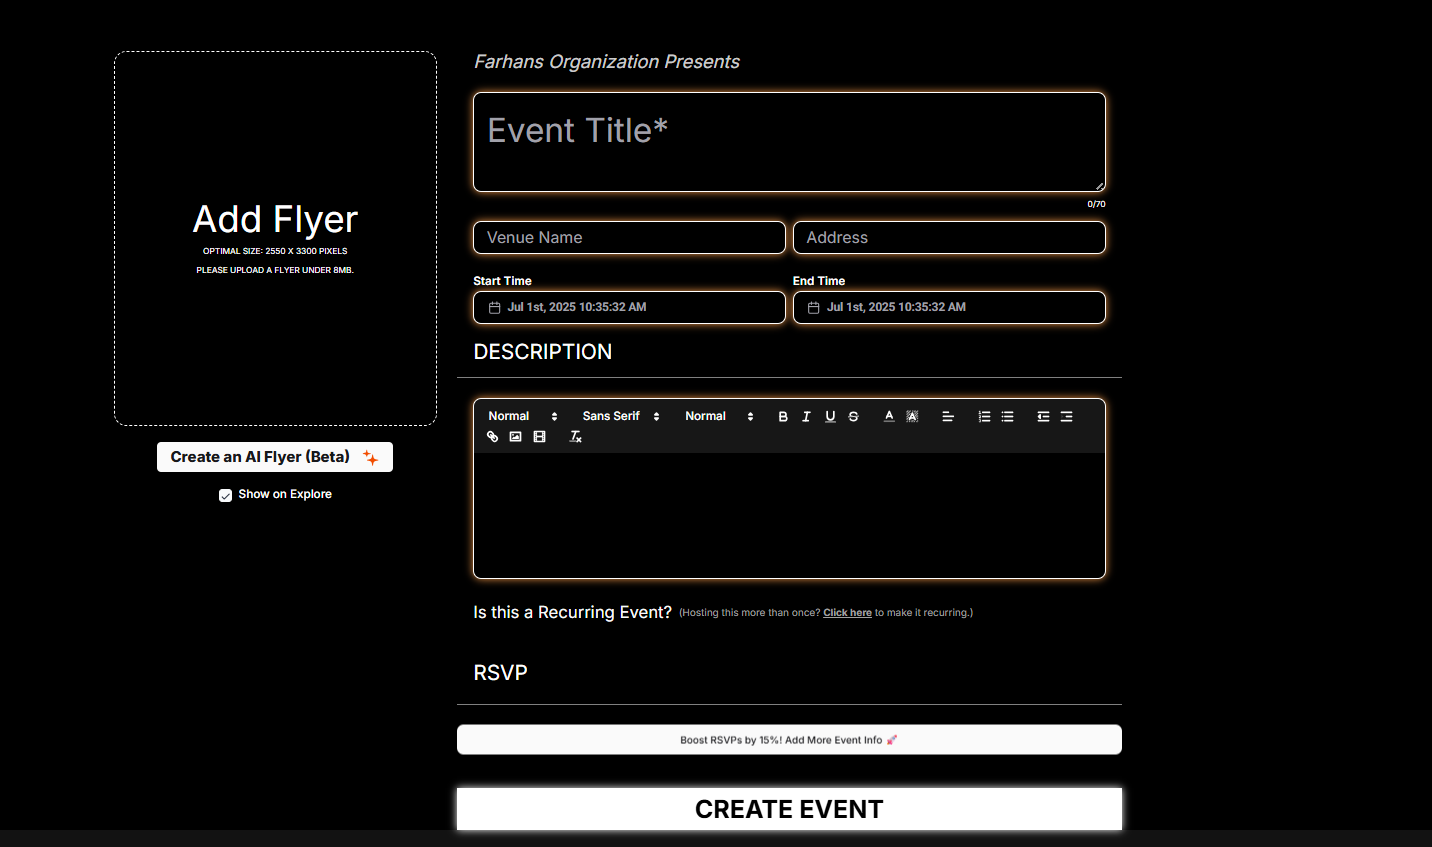 Farhans Organization Presents
Event Title*
0/70
Add Flyer
OPTIMAL SIZE: 2550 X 3300 PIXELS
PLEASE UPLOAD A FLYER UNDER 8MB.
Venue Name
Address
Start Time
End Time
Jul 1st, 2025 10:35:32 AM
Jul 1st, 2025 10:35:32 AM
DESCRIPTION
Normal Sans Serif Normal B I U S A A
Create an AI Flyer (Beta)
Show on Explore
Is this a Recurring Event? (Hosting this more than once? Click here to make it recurring.)
RSVP
Boost RSVPs by 15%! Add More Event Info 🚀
CREATE EVENT